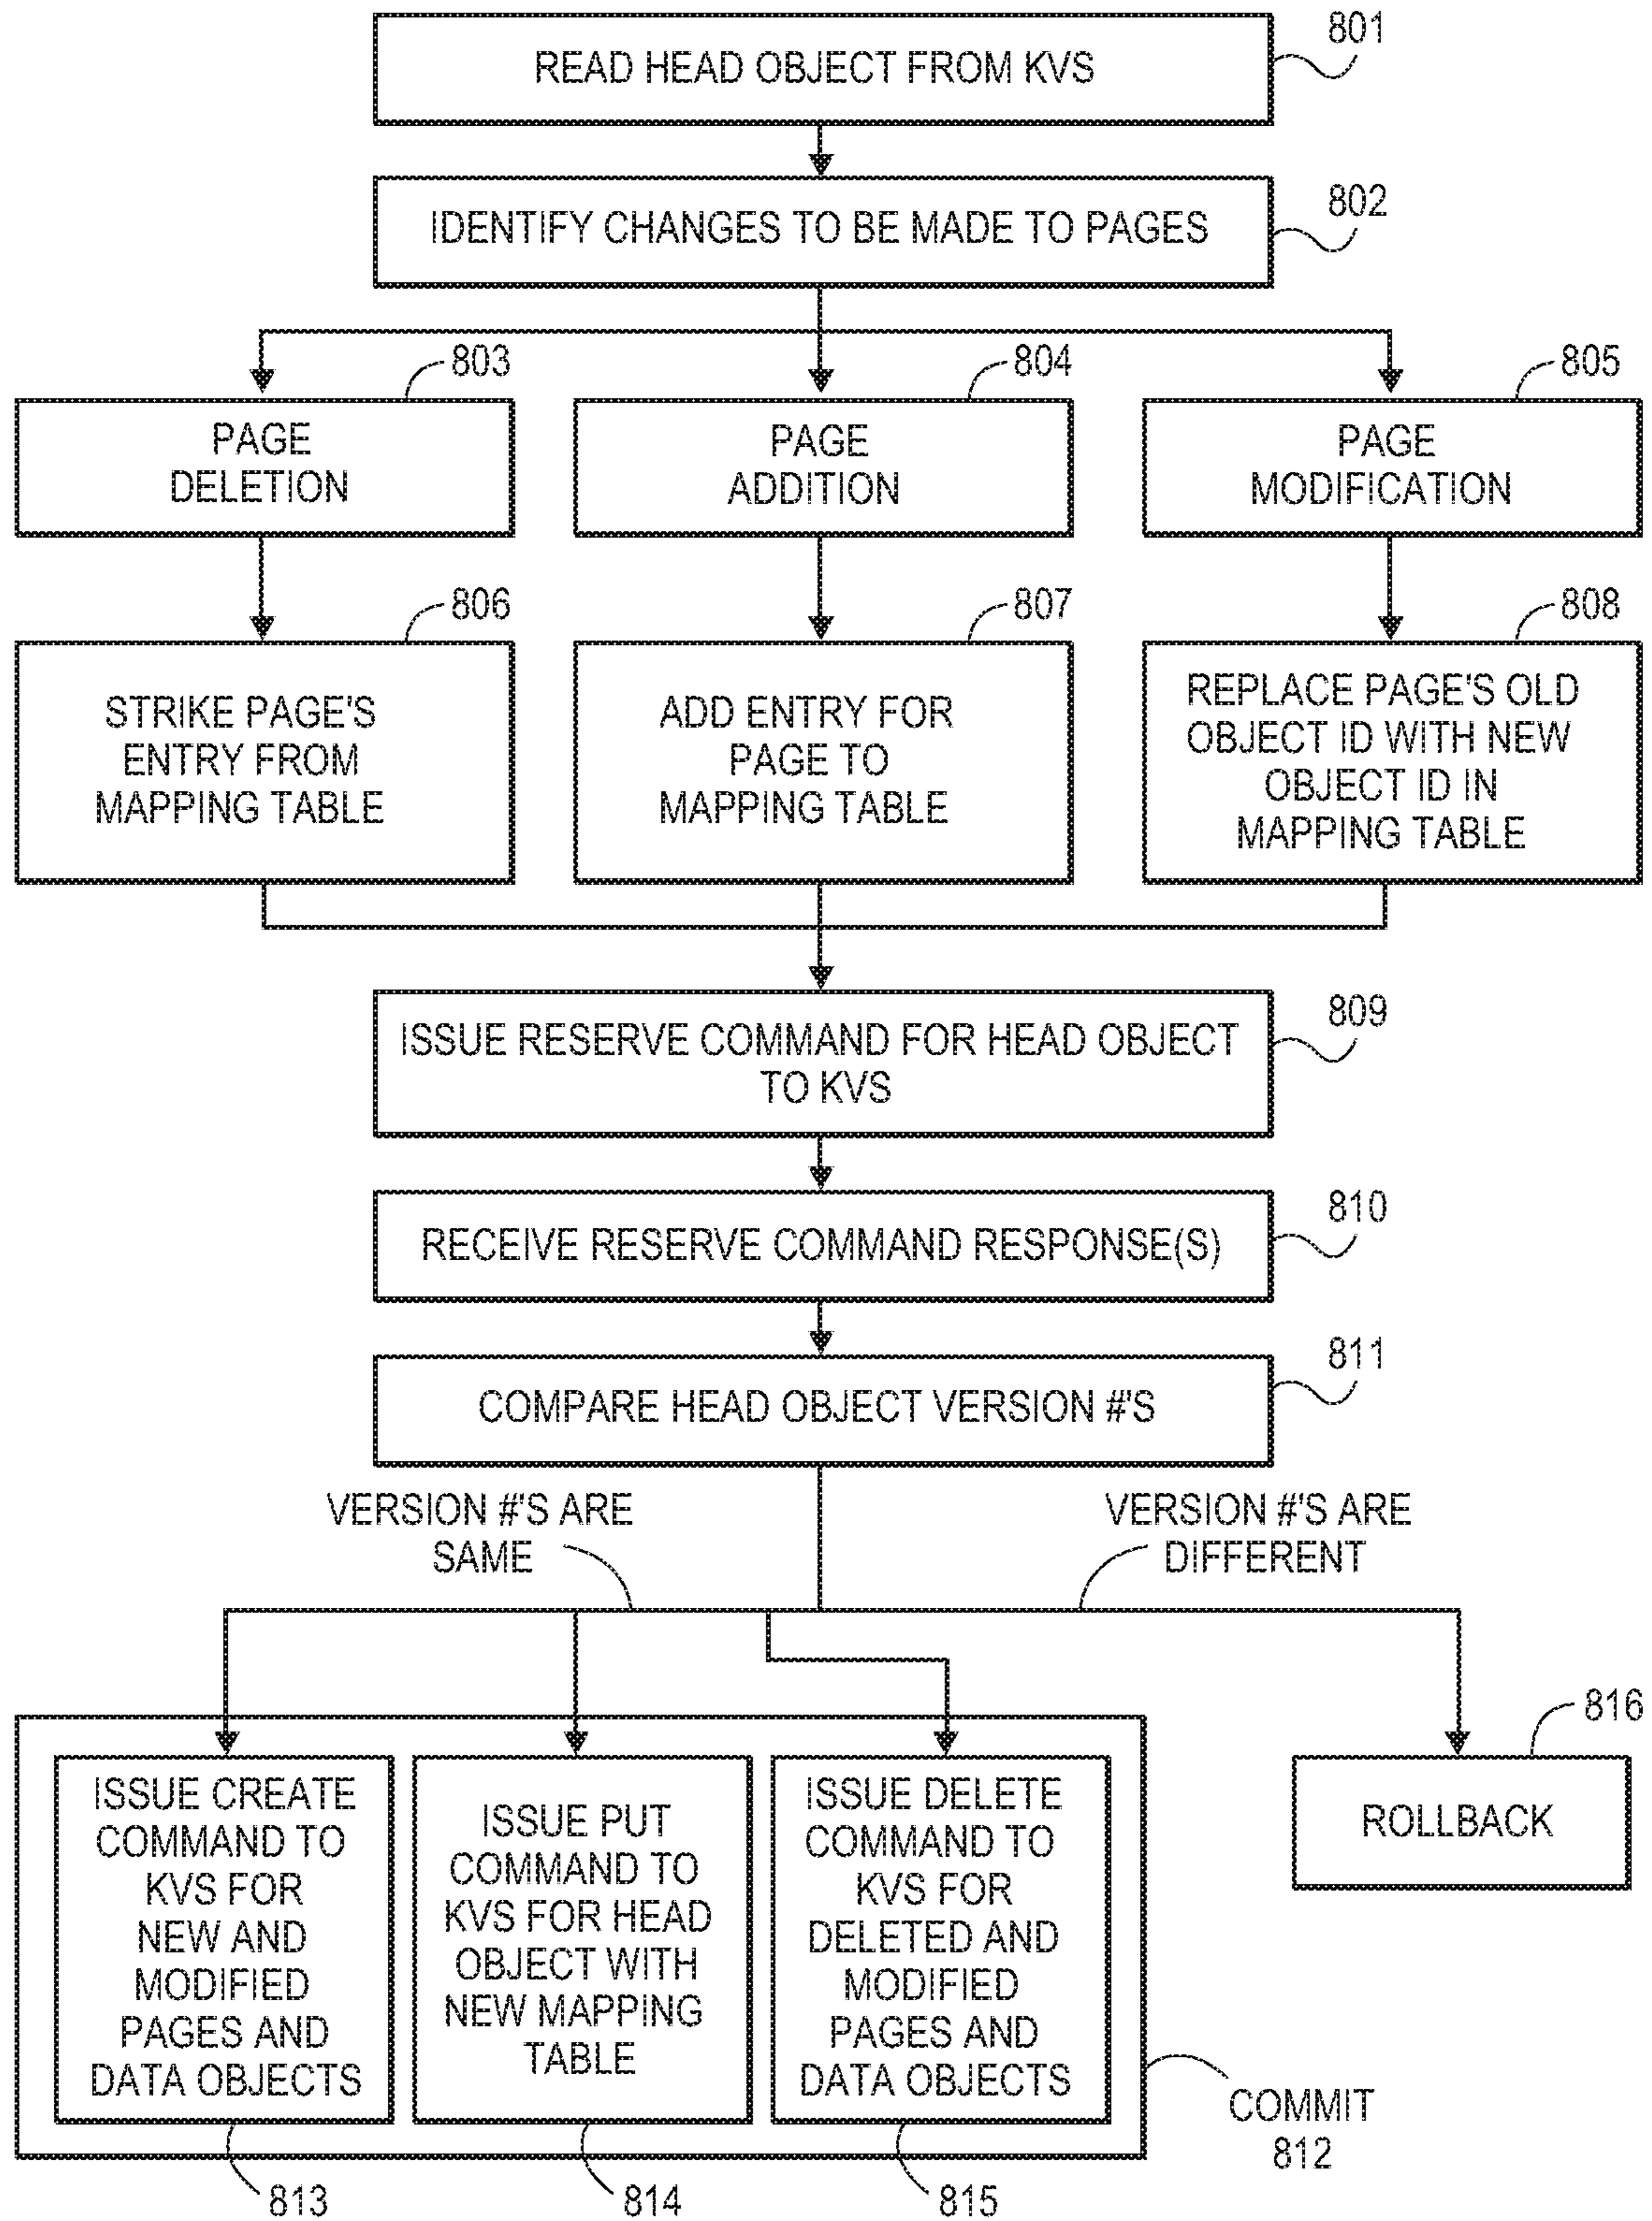 801
READ HEAD OBJECT FROM KVS
802
IDENTIFY CHANGES TO BE MADE TO PAGES
803
PAGE
DELETION
804
PAGE
ADDITION
805
PAGE
MODIFICATION
806
STRIKE PAGE'S
ENTRY FROM
MAPPING TABLE
807
ADD ENTRY FOR
PAGE TO
MAPPING TABLE
808
REPLACE PAGE'S OLD
OBJECT ID WITH NEW
OBJECT ID IN
MAPPING TABLE
809
ISSUE RESERVE COMMAND FOR HEAD OBJECT
TO KVS
810
RECEIVE RESERVE COMMAND RESPONSE(S)
811
COMPARE HEAD OBJECT VERSION #'S
VERSION #'S ARE
SAME
VERSION #'S ARE
DIFFERENT
ISSUE CREATE
COMMAND TO
KVS FOR
NEW AND
MODIFIED
PAGES AND
DATA OBJECTS
ISSUE PUT
COMMAND TO
KVS FOR HEAD
OBJECT WITH
NEW MAPPING
TABLE
ISSUE DELETE
COMMAND TO
KVS FOR
DELETED AND
MODIFIED
PAGES AND
DATA OBJECTS
816
ROLLBACK
COMMIT
812
813
814
815